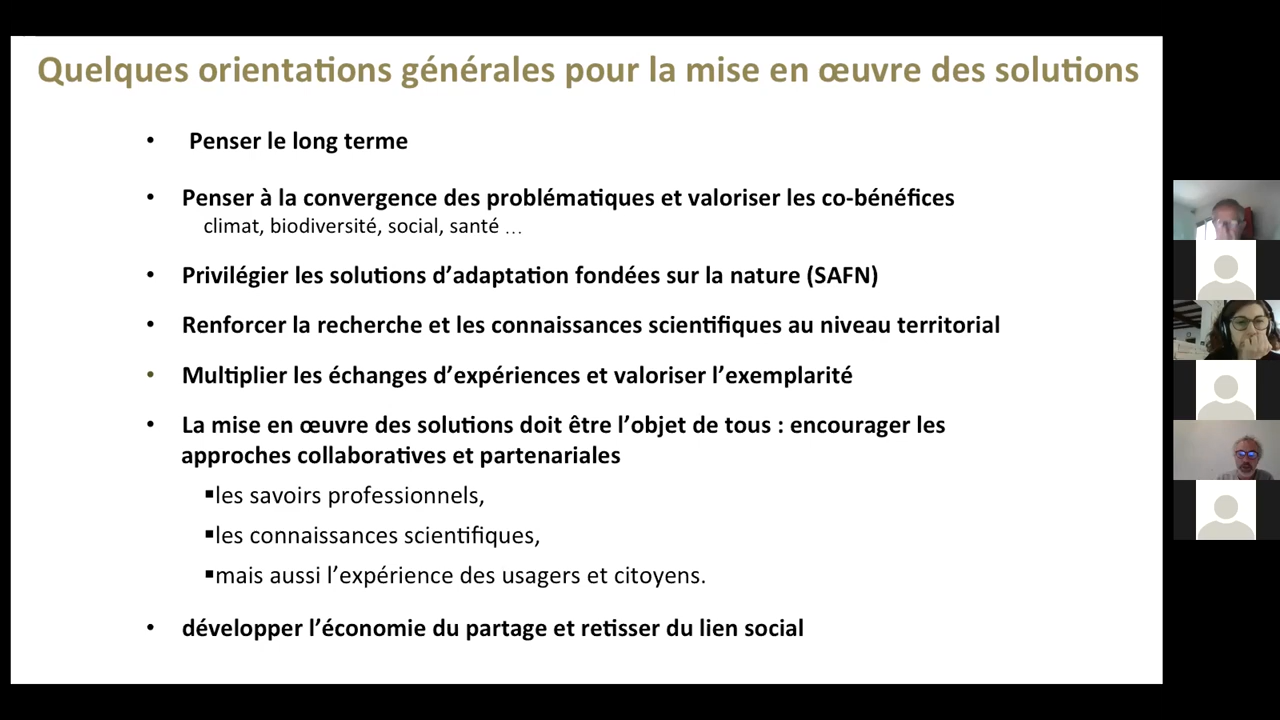 Quelques orientations générales pour la mise en œuvre des solutions
• Penser le long terme
• Penser à la convergence des problématiques et valoriser les co-bénéfices
climat, biodiversité, social, santé ...
• Privilégier les solutions d’adaptation fondées sur la nature (SAFN)
• Renforcer la recherche et les connaissances scientifiques au niveau territorial
• Multiplier les échanges d’expériences et valoriser l’exemplarité
• La mise en œuvre des solutions doit être l’objet de tous : encourager les
approches collaboratives et partenariales
▪les savoirs professionnels,
▪les connaissances scientifiques,
▪mais aussi l’expérience des usagers et citoyens.
• développer l’économie du partage et retisser du lien social